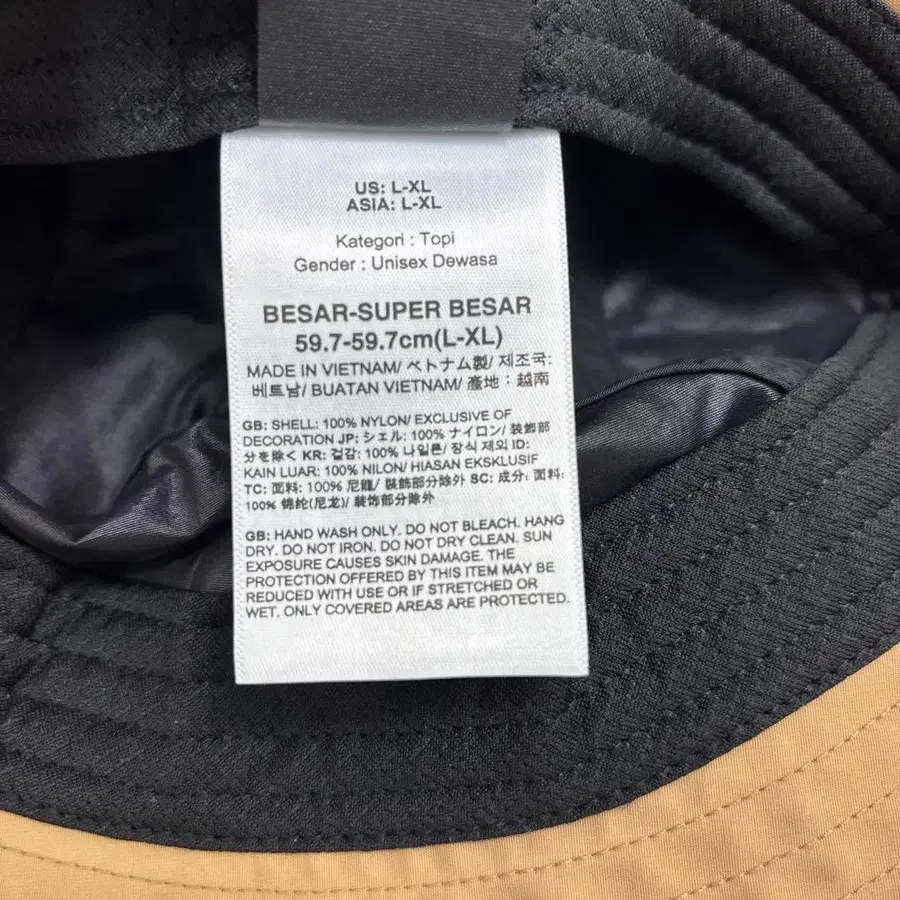 US: L-XL
ASIA: L-XL
Kategori : Topi
Gender : Unisex Dewasa
BESAR-SUPER BESAR
59.7-59.7cm(L-XL)
MADE IN VIETNAM/ ベトナム製/ 제조국:
베트남/ BUATAN VIETNAM/ 產地：越南
GB: SHELL: 100% NYLON/ EXCLUSIVE OF
DECORATION JP: シェル: 100% ナイロン/ 装飾部
分を除く KR: 겉감: 100% 나일론/ 장식 제외 ID:
KAIN LUAR: 100% NILON/ HIASAN EKSKLUSIF
TC: 面料: 100% 尼龍/ 裝飾部分除外 SC: 成分: 面料:
100% 锦纶(尼龙)/ 装饰部分除外
GB: HAND WASH ONLY. DO NOT BLEACH. HANG
DRY. DO NOT IRON. DO NOT DRY CLEAN. SUN
EXPOSURE CAUSES SKIN DAMAGE. THE
PROTECTION OFFERED BY THIS ITEM MAY BE
REDUCED WITH USE OR IF STRETCHED OR
WET. ONLY COVERED AREAS ARE PROTECTED.